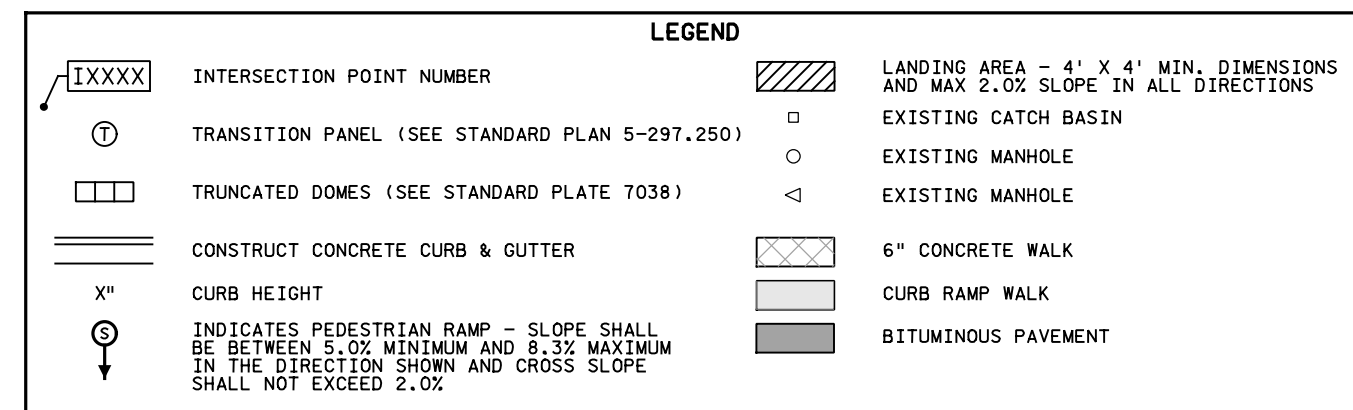 LEGEND
IXXXX INTERSECTION POINT NUMBER
T TRANSITION PANEL (SEE STANDARD PLAN 5-297.250)
TRUNCATED DOMES (SEE STANDARD PLATE 7038)
CONSTRUCT CONCRETE CURB & GUTTER
X" CURB HEIGHT
S INDICATES PEDESTRIAN RAMP - SLOPE SHALL
BE BETWEEN 5.0% MINIMUM AND 8.3% MAXIMUM
IN THE DIRECTION SHOWN AND CROSS SLOPE
SHALL NOT EXCEED 2.0%
LANDING AREA - 4' X 4' MIN. DIMENSIONS
AND MAX 2.0% SLOPE IN ALL DIRECTIONS
EXISTING CATCH BASIN
EXISTING MANHOLE
EXISTING MANHOLE
6" CONCRETE WALK
CURB RAMP WALK
BITUMINOUS PAVEMENT